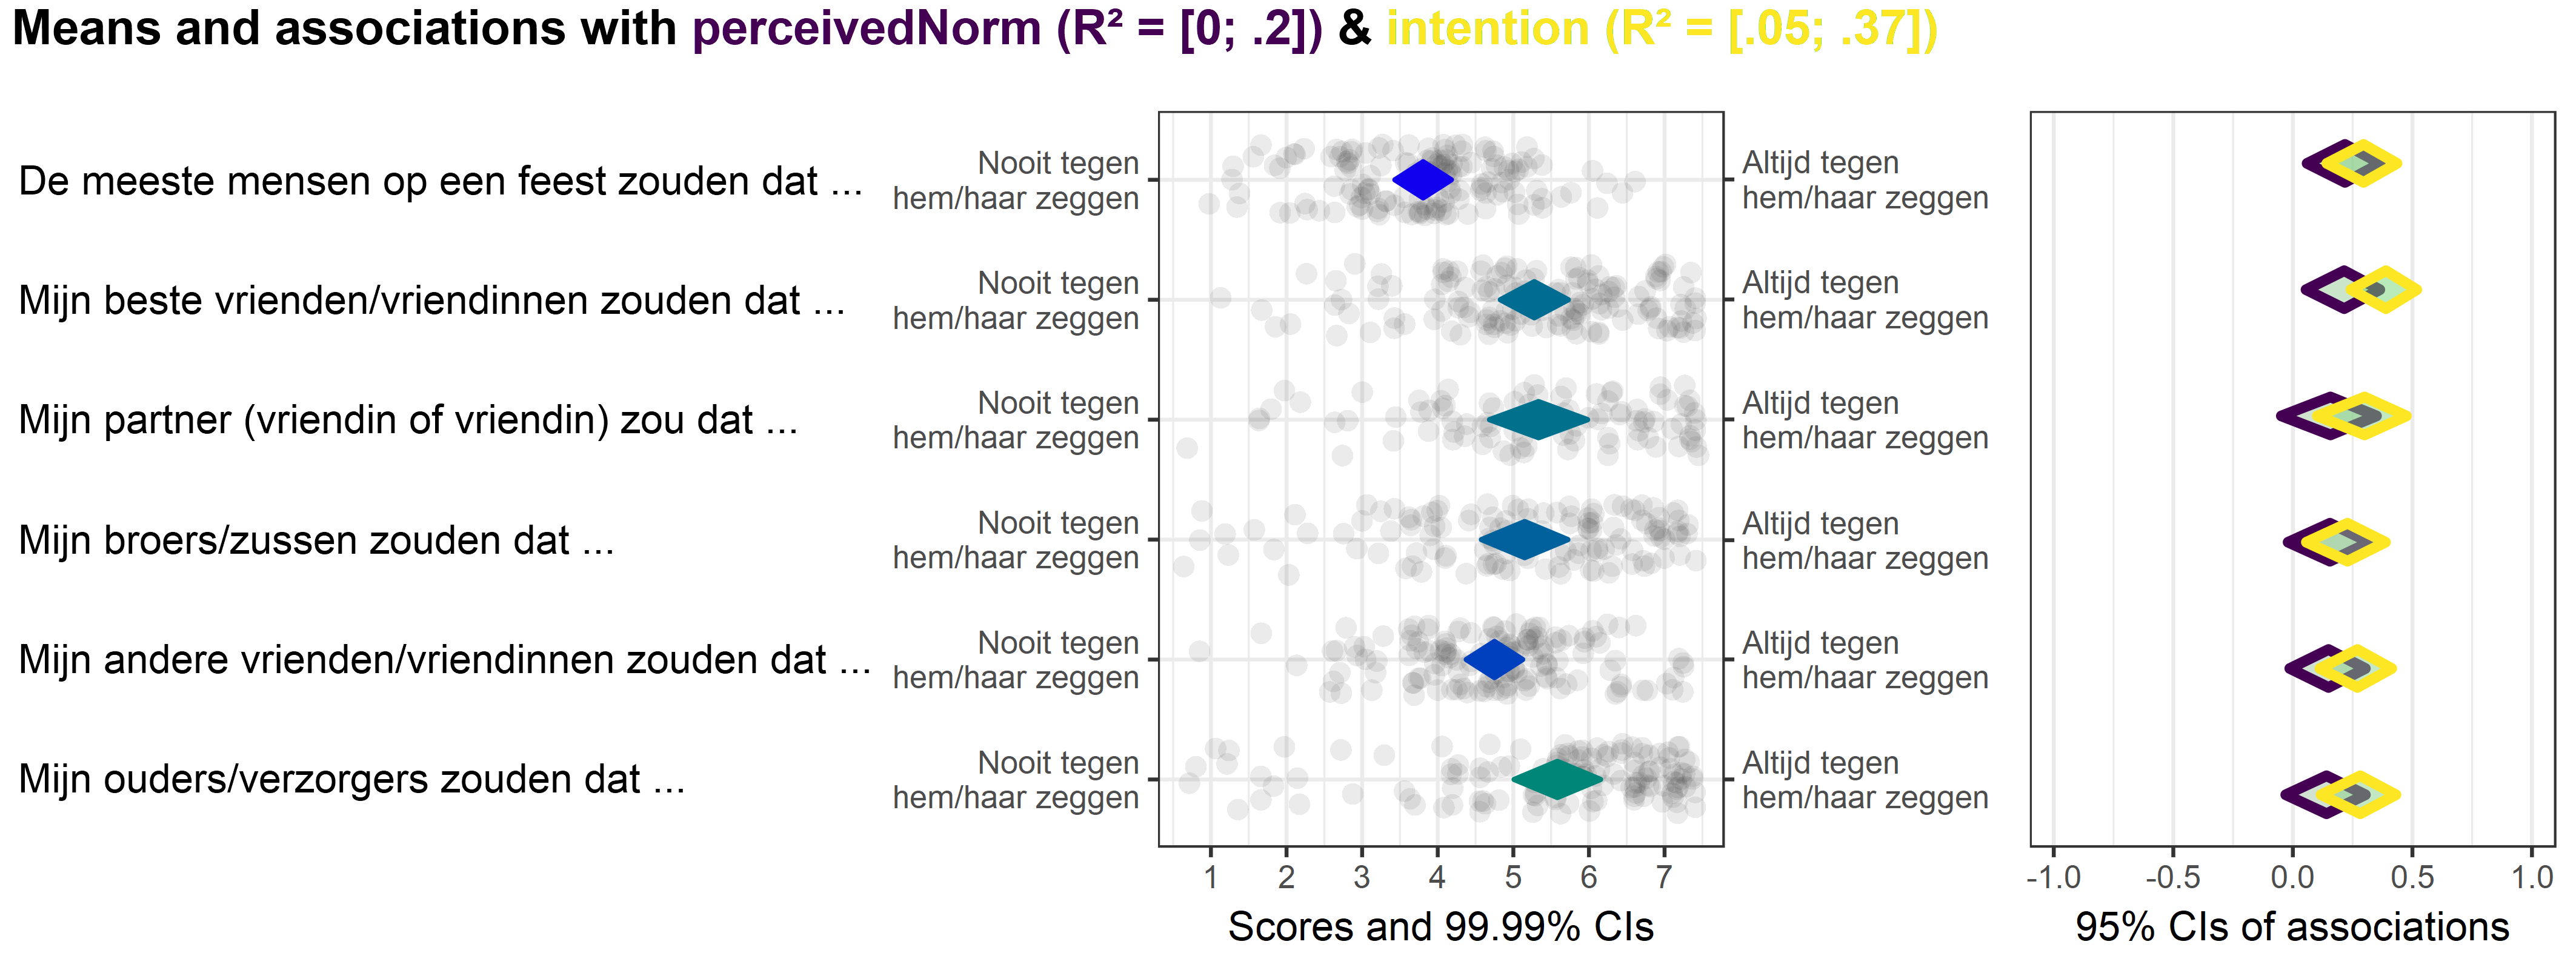 Means and associations with perceivedNorm (R² = [0; .2]) & intention (R² = [.05; .37])
De meeste mensen op een feest zouden dat ...
Nooit tegen
hem/haar zeggen
Altijd tegen
hem/haar zeggen
Mijn beste vrienden/vriendinnen zouden dat ...
Nooit tegen
hem/haar zeggen
Altijd tegen
hem/haar zeggen
Mijn partner (vriendin of vriendin) zou dat ...
Nooit tegen
hem/haar zeggen
Altijd tegen
hem/haar zeggen
Mijn broers/zussen zouden dat ...
Nooit tegen
hem/haar zeggen
Altijd tegen
hem/haar zeggen
Mijn andere vrienden/vriendinnen zouden dat ...
Nooit tegen
hem/haar zeggen
Altijd tegen
hem/haar zeggen
Mijn ouders/verzorgers zouden dat ...
Nooit tegen
hem/haar zeggen
Altijd tegen
hem/haar zeggen
1 2 3 4 5 6 7
Scores and 99.99% CIs
-1.0 -0.5 0.0 0.5 1.0
95% CIs of associations